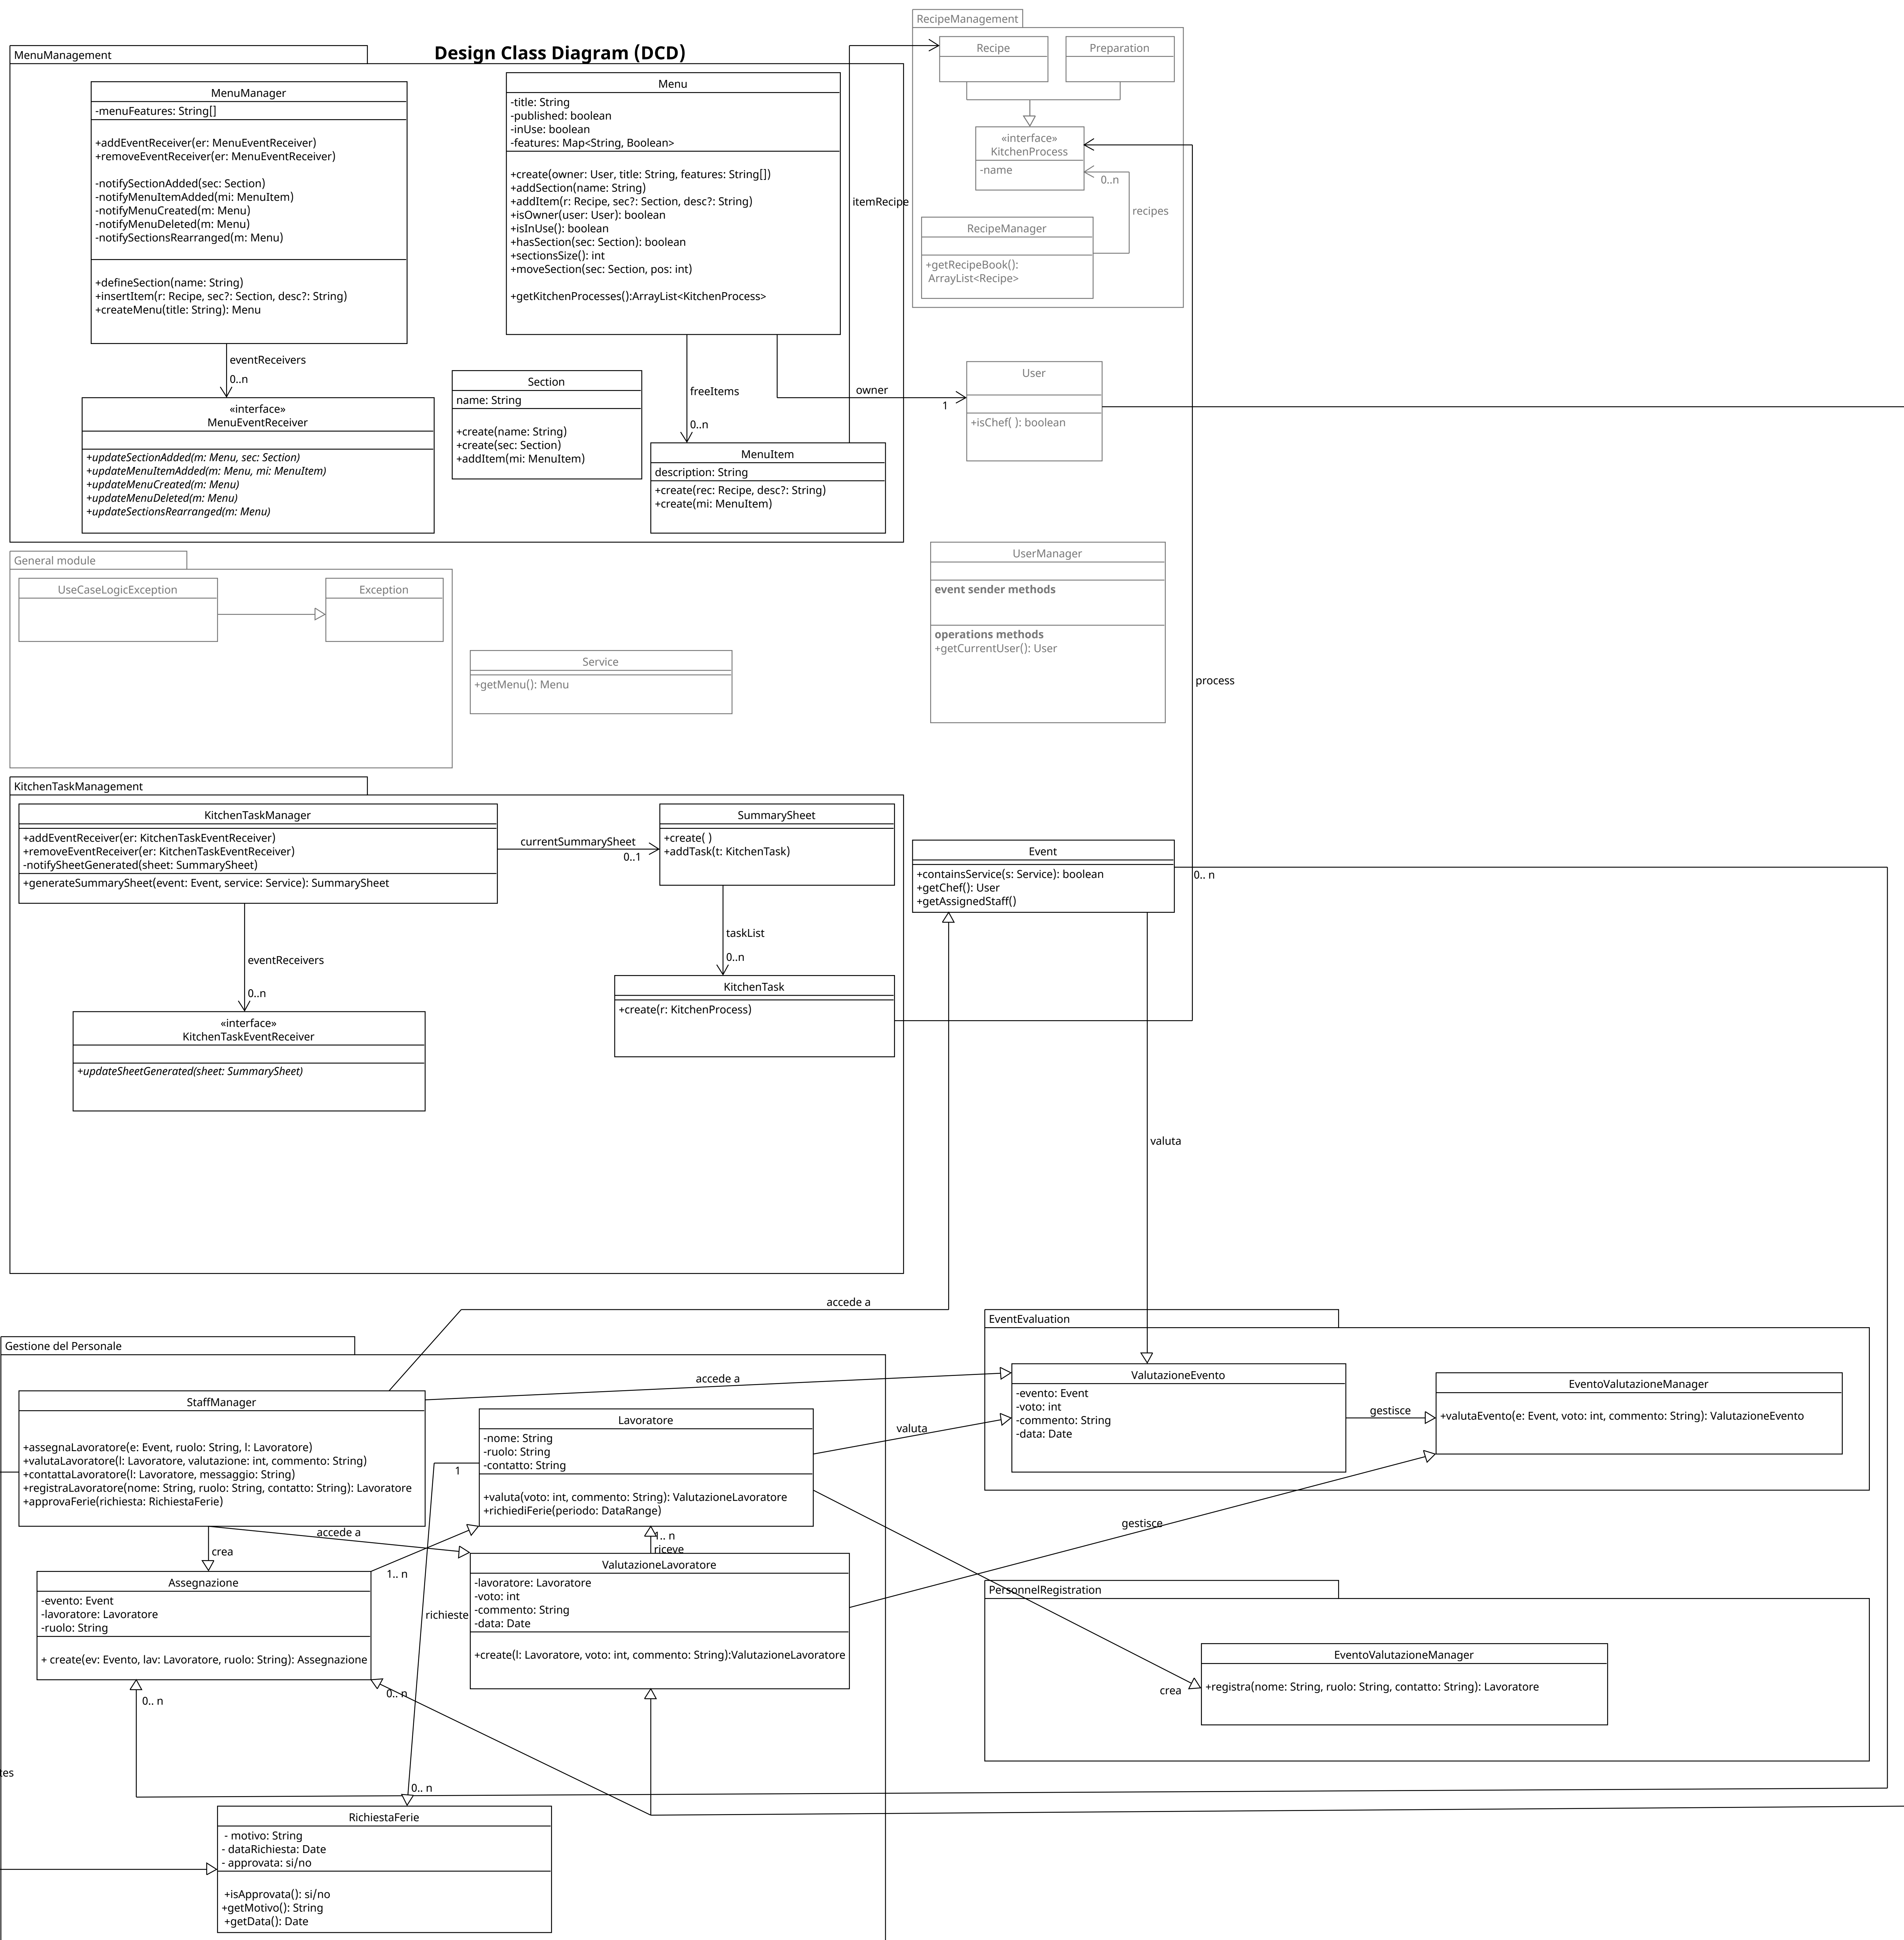 RecipeManagement
Recipe
Preparation
«interface»
KitchenProcess
-name
0..n
recipes
RecipeManager
+getRecipeBook():
ArrayList<Recipe>
Design Class Diagram (DCD)
MenuManagement
MenuManager
-menuFeatures: String[]
+addEventReceiver(er: MenuEventReceiver)
+removeEventReceiver(er: MenuEventReceiver)
-notifySectionAdded(sec: Section)
-notifyMenuItemAdded(mi: MenuItem)
-notifyMenuCreated(m: Menu)
-notifyMenuDeleted(m: Menu)
-notifySectionsRearranged(m: Menu)
+defineSection(name: String)
+insertItem(r: Recipe, sec?: Section, desc?: String)
+createMenu(title: String): Menu
Menu
-title: String
-published: boolean
-inUse: boolean
-features: Map<String, Boolean>
+create(owner: User, title: String, features: String[])
+addSection(name: String)
+addItem(r: Recipe, sec?: Section, desc?: String)
+isOwner(user: User): boolean
+isInUse(): boolean
+hasSection(sec: Section): boolean
+sectionsSize(): int
+moveSection(sec: Section, pos: int)
+getKitchenProcesses():ArrayList<KitchenProcess>
itemRecipe
eventReceivers
0..n
«interface»
MenuEventReceiver
+updateSectionAdded(m: Menu, sec: Section)
+updateMenuItemAdded(m: Menu, mi: MenuItem)
+updateMenuCreated(m: Menu)
+updateMenuDeleted(m: Menu)
+updateSectionsRearranged(m: Menu)
Section
name: String
+create(name: String)
+create(sec: Section)
+addItem(mi: MenuItem)
freeItems
0..n
owner
1
MenuItem
description: String
+create(rec: Recipe, desc?: String)
+create(mi: MenuItem)
User
+isChef( ): boolean
General module
UseCaseLogicException
Exception
Service
+getMenu(): Menu
UserManager
event sender methods
operations methods
+getCurrentUser(): User
process
KitchenTaskManagement
KitchenTaskManager
+addEventReceiver(er: KitchenTaskEventReceiver)
+removeEventReceiver(er: KitchenTaskEventReceiver)
-notifySheetGenerated(sheet: SummarySheet)
+generateSummarySheet(event: Event, service: Service): SummarySheet
currentSummarySheet
0..1
SummarySheet
+create( )
+addTask(t: KitchenTask)
taskList
0..n
KitchenTask
+create(r: KitchenProcess)
eventReceivers
0..n
«interface»
KitchenTaskEventReceiver
+updateSheetGenerated(sheet: SummarySheet)
Event
+containsService(s: Service): boolean
+getChef(): User
+getAssignedStaff()
0.. n
valuta
accede a
Gestione del Personale
StaffManager
+assegnaLavoratore(e: Event, ruolo: String, l: Lavoratore)
+valutaLavoratore(l: Lavoratore, valutazione: int, commento: String)
+contattaLavoratore(l: Lavoratore, messaggio: String)
+registraLavoratore(nome: String, ruolo: String, contatto: String): Lavoratore
+approvaFerie(richiesta: RichiestaFerie)
accede a
Lavoratore
-nome: String
-ruolo: String
-contatto: String
+valuta(voto: int, commento: String): ValutazioneLavoratore
+richiediFerie(periodo: DataRange)
1
valuta
accede a
crea
1.. n
riceve
Assegnazione
-evento: Event
-lavoratore: Lavoratore
-ruolo: String
+ create(ev: Evento, lav: Lavoratore, ruolo: String): Assegnazione
1.. n
richieste
ValutazioneLavoratore
-lavoratore: Lavoratore
-voto: int
-commento: String
-data: Date
+create(l: Lavoratore, voto: int, commento: String):ValutazioneLavoratore
0.. n
0.. n
0.. n
tes
RichiestaFerie
- motivo: String
- dataRichiesta: Date
- approvata: si/no
+isApprovata(): si/no
+getMotivo(): String
+getData(): Date
EventEvaluation
ValutazioneEvento
-evento: Event
-voto: int
-commento: String
-data: Date
gestisce
EventoValutazioneManager
+valutaEvento(e: Event, voto: int, commento: String): ValutazioneEvento
gestisce
PersonnelRegistration
EventoValutazioneManager
+registra(nome: String, ruolo: String, contatto: String): Lavoratore
crea